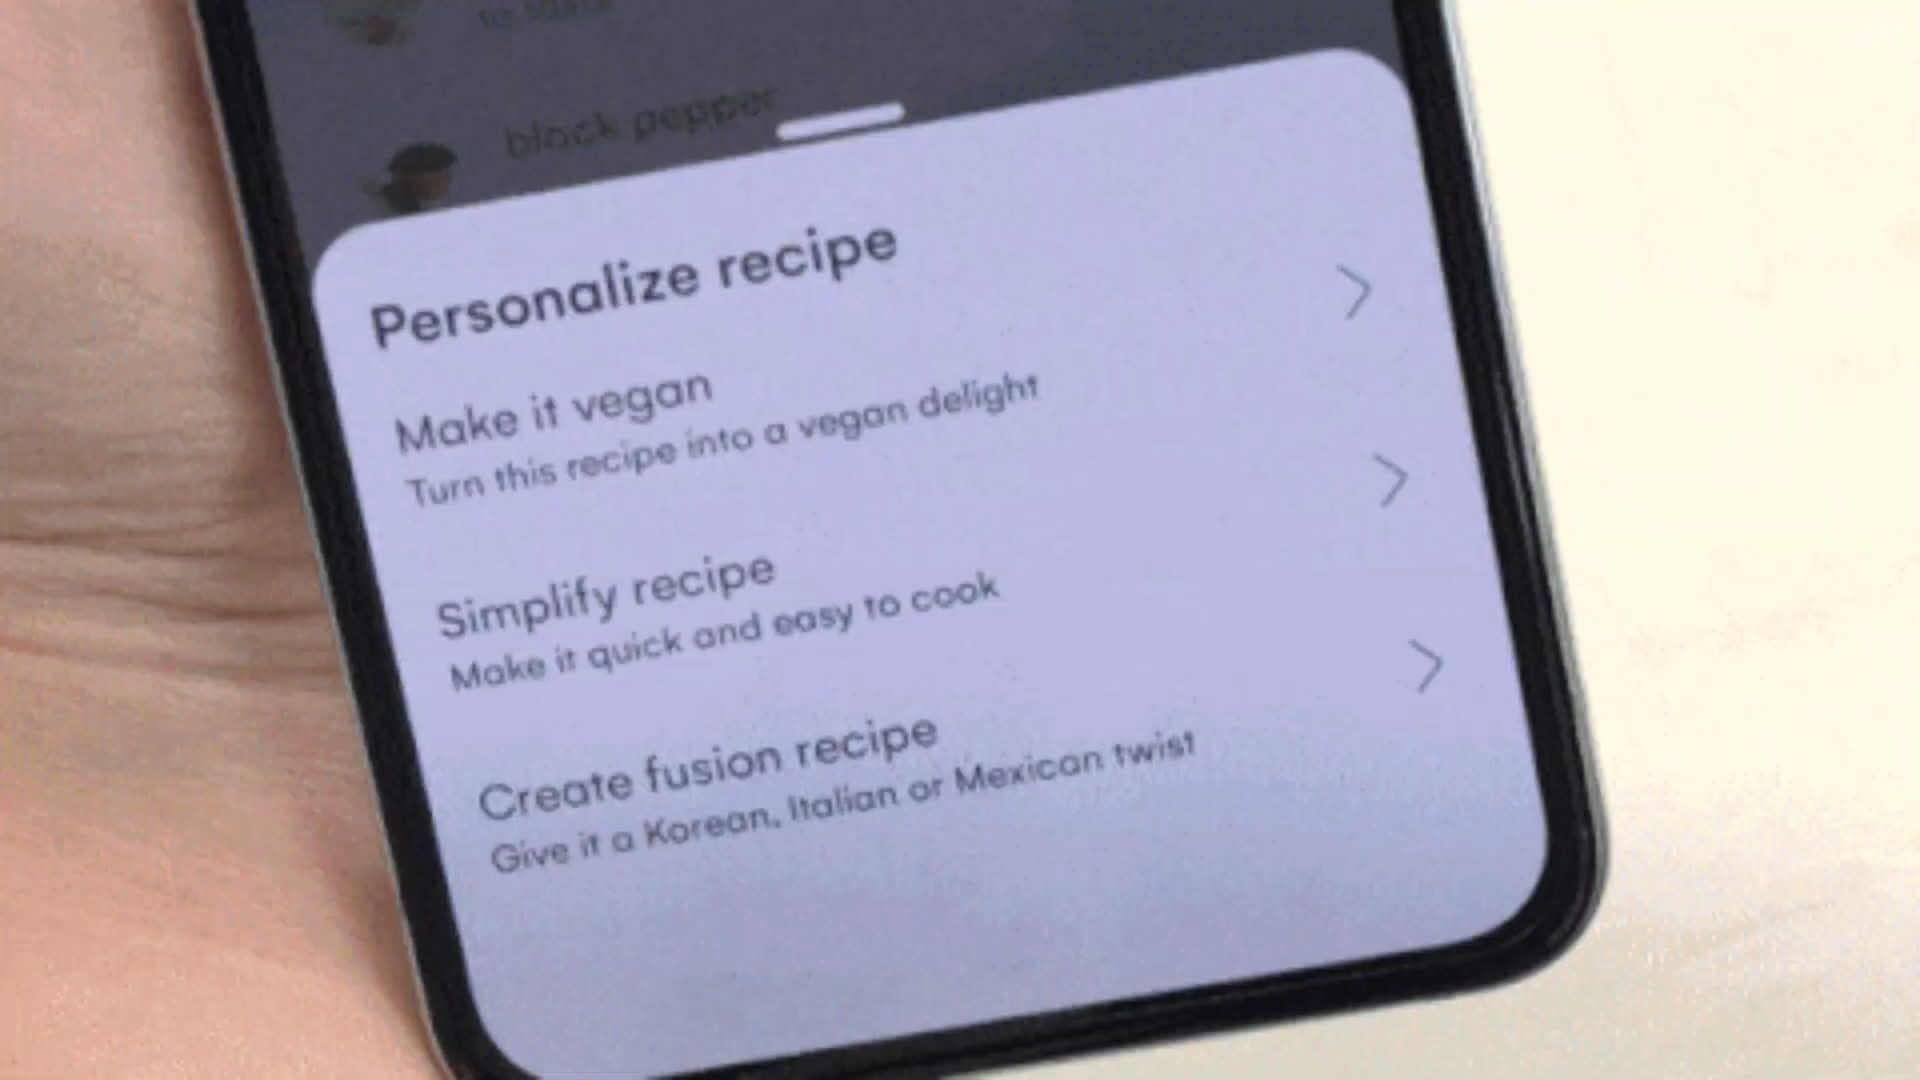 black pepper
Personalize recipe
Make it vegan
Turn this recipe into a vegan delight
Simplify recipe
Make it quick and easy to cook
Create fusion recipe
Give it a Korean, Italian or Mexican twist